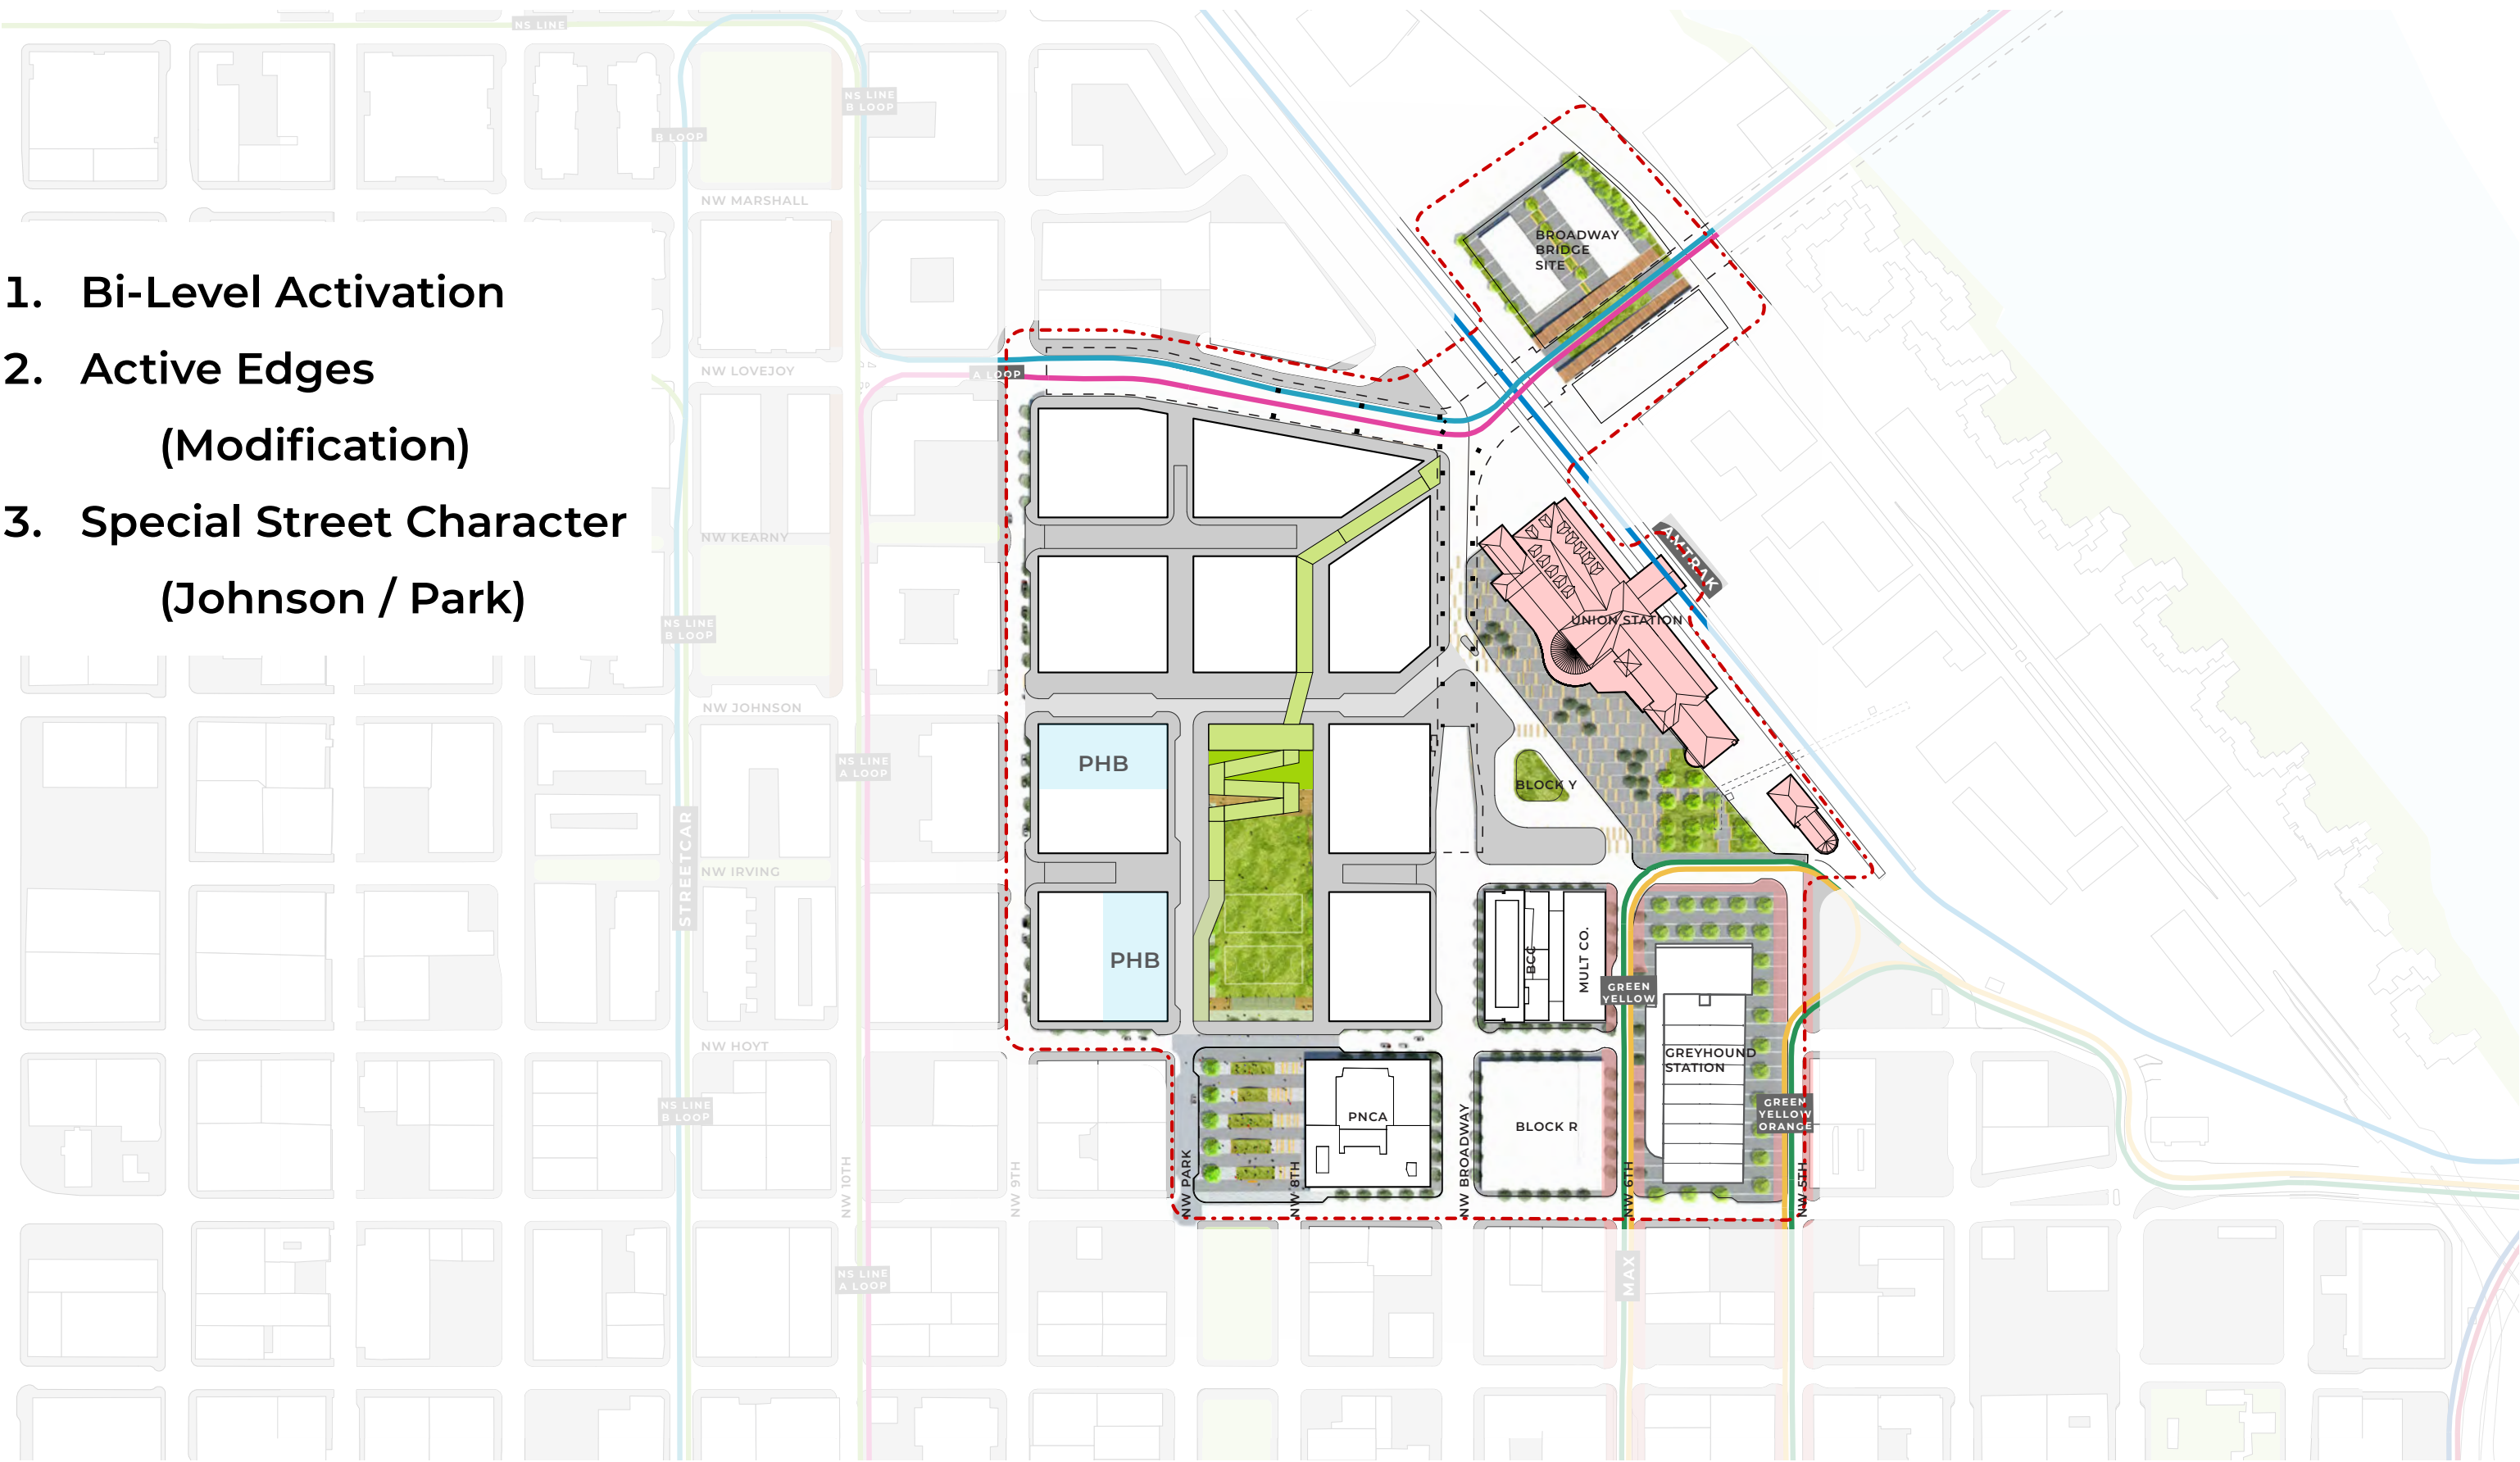 NS LINE
NS LINE
B LOOP
B LOOP
NW MARSHALL
BROADWAY
BRIDGE
SITE
1. Bi-Level Activation
2. Active Edges
(Modification)
3. Special Street Character
(Johnson / Park)
NW LOVEJOY
A LOOP
NW KEARNY
AMTRAK
UNION STATION
NS LINE
B LOOP
NW JOHNSON
PHB
NS LINE
A LOOP
BLOCK Y
STREETCAR
NW IRVING
PHB
BCC
MULT CO.
GREEN
YELLOW
NW HOYT
GREYHOUND
STATION
NS LINE
B LOOP
PNCA
BLOCK R
GREEN
YELLOW
ORANGE
NW 10TH
NW 9TH
NW PARK
NW 8TH
NW BROADWAY
NW 6TH
NW 5TH
NS LINE
A LOOP
MAX